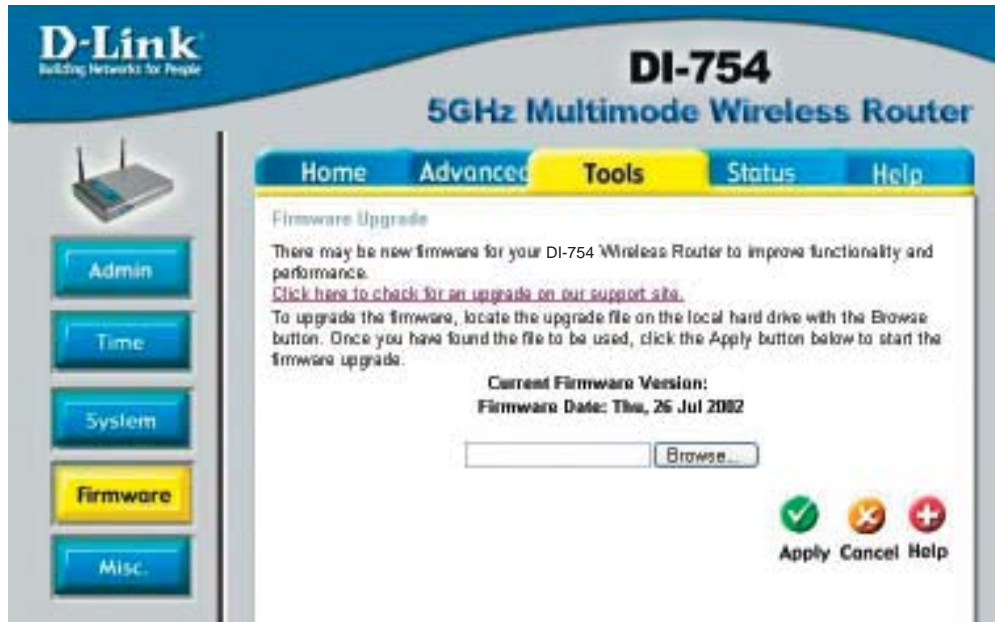 D-Link
Building Networks for People
DI-754
5GHz Multimode Wireless Router
Home Advanced Tools Status Help
Admin
Time
System
Firmware
Misc.
Firmware Upgrade
There may be new firmware for your DI-754 Wireless Router to improve functionality and
performance.
Click here to check for an upgrade on our support site.
To upgrade the firmware, locate the upgrade file on the local hard drive with the Browse
button. Once you have found the file to be used, click the Apply button below to start the
firmware upgrade.
Current Firmware Version:
Firmware Date: Thu, 26 Jul 2002
Browse...
Apply Cancel Help